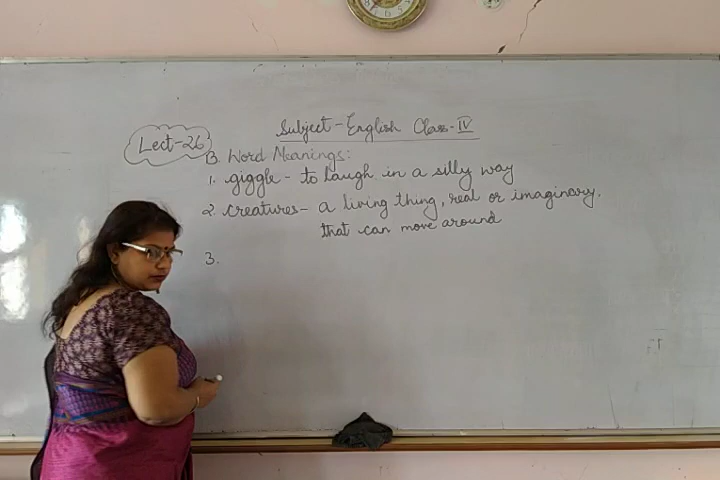 Subject - English Class - IV
Lect-26
B. Word Meanings:
1. giggle - to laugh in a silly way
2. creatures - a living thing, real or imaginary,
that can move around
3.